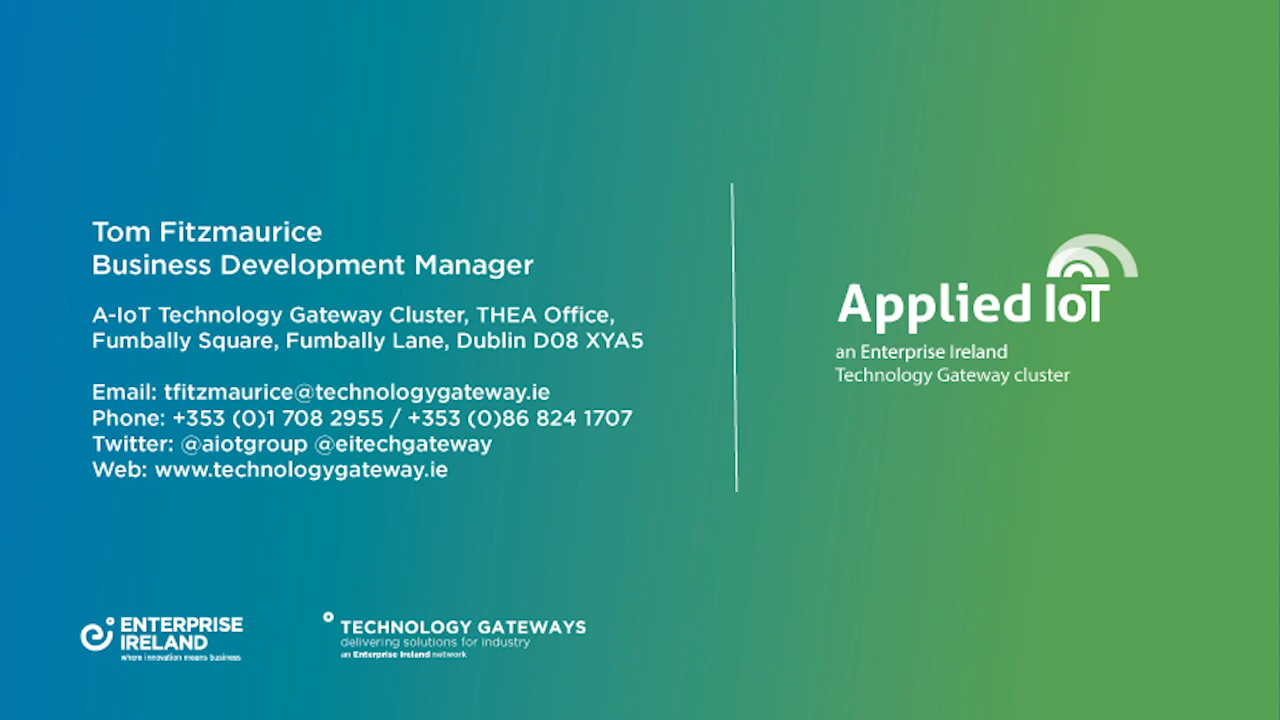 Tom Fitzmaurice
Business Development Manager
A-IoT Technology Gateway Cluster, THEA Office,
Fumbally Square, Fumbally Lane, Dublin D08 XYA5
Email: tfitzmaurice@technologygateway.ie
Phone: +353 (0)1 708 2955 / +353 (0)86 824 1707
Twitter: @aiotgroup @eitechgateway
Web: www.technologygateway.ie
Applied IoT
an Enterprise Ireland
Technology Gateway cluster
ENTERPRISE
IRELAND
where innovation means business
TECHNOLOGY GATEWAYS
delivering solutions for industry
an Enterprise Ireland network